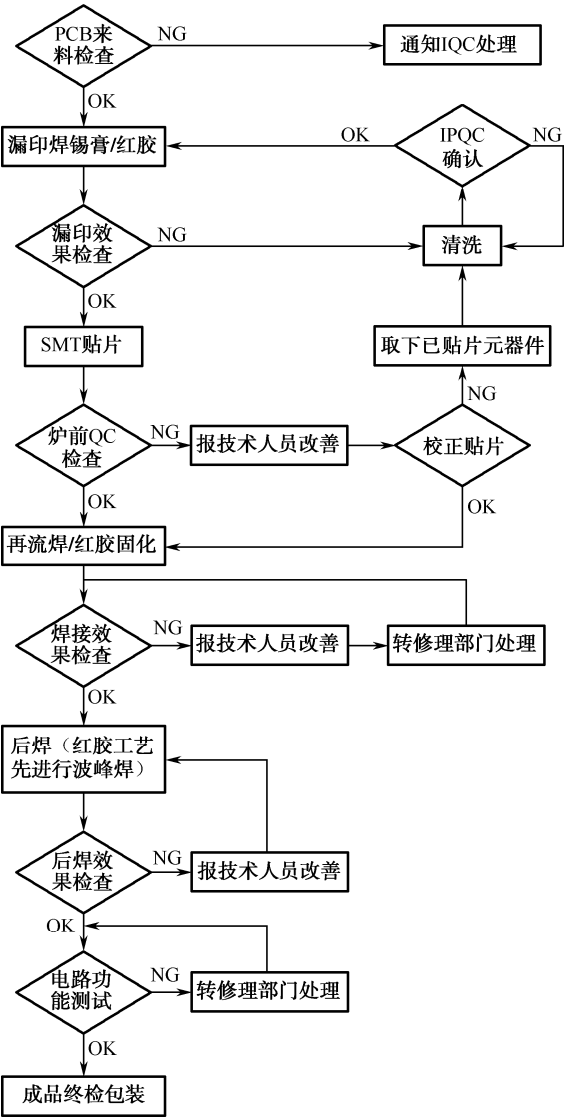 PCB来
料检查
NG
通知IQC处理
OK
漏印焊锡膏/红胶
OK
IPQC
确认
NG
漏印效
果检查
NG
清洗
OK
SMT贴片
取下已贴片元器件
NG
炉前QC
检查
NG
报技术人员改善
校正贴片
OK
OK
再流焊/红胶固化
焊接效
果检查
NG
报技术人员改善
转修理部门处理
OK
后焊（红胶工艺
先进行波峰焊）
后焊效
果检查
NG
报技术人员改善
OK
电路功
能测试
NG
转修理部门处理
OK
成品终检包装